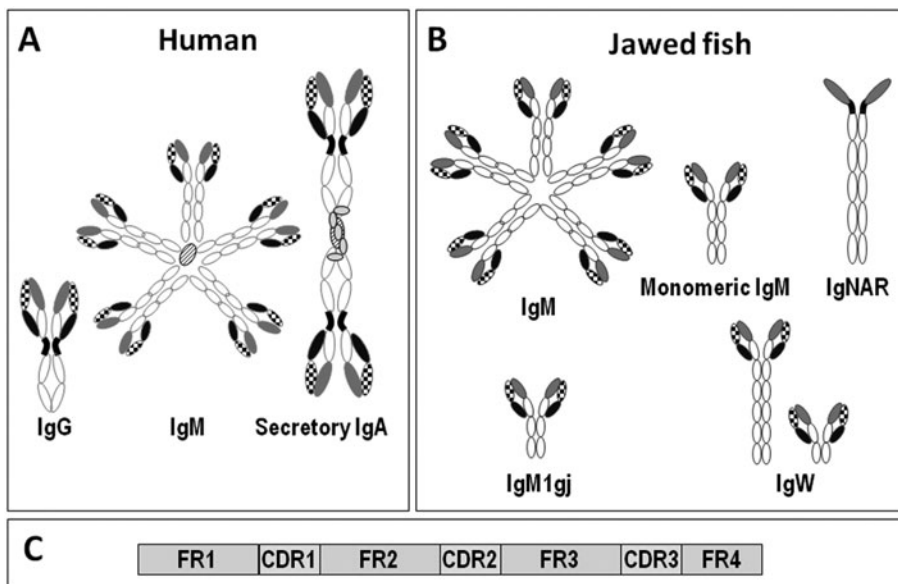 A Human
IgG
IgM
Secretory IgA
B Jawed fish
IgM
Monomeric IgM
IgNAR
IgM1gj
IgW
C
FR1 CDR1 FR2 CDR2 FR3 CDR3 FR4